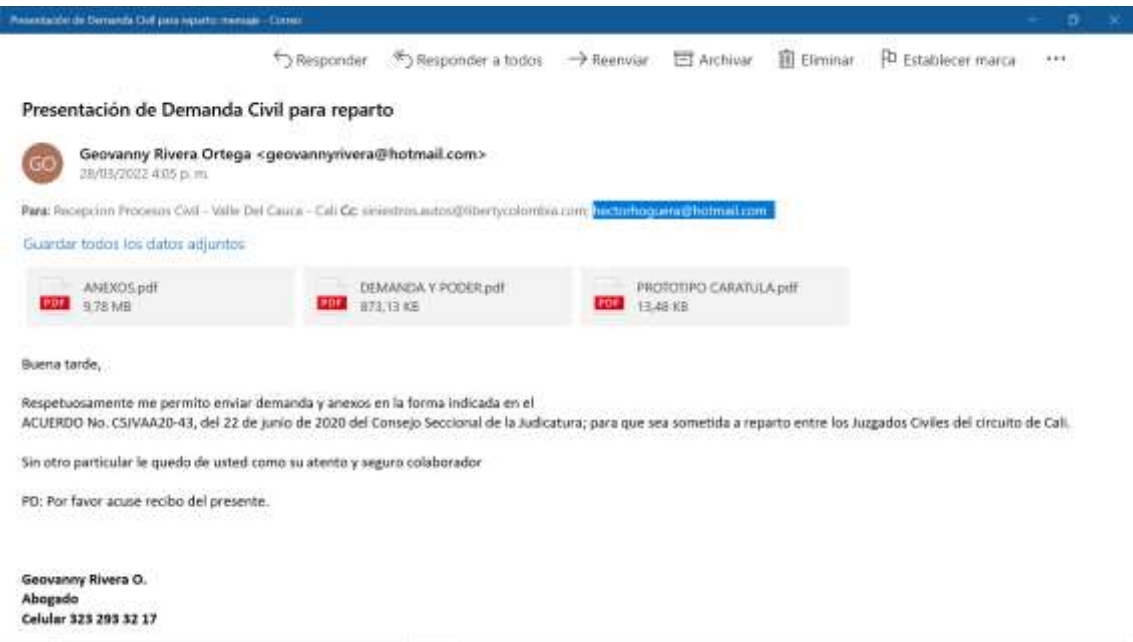 Presentación de Demanda Civil para reparto: mensaje - Correo
Responder Responder a todos Reenviar Archivar Eliminar Establecer marca
Presentación de Demanda Civil para reparto
GO
Geovanny Rivera Ortega <geovannyrivera@hotmail.com>
28/03/2022 4:05 p. m.
Para: Recepcion Procesos Civil - Valle Del Cauca - Cali Cc: siniestros.autos@libertycolombia.com; hectorhoguera@hotmail.com
Guardar todos los datos adjuntos
PDF ANEXOS.pdf 9,78 MB
PDF DEMANDA Y PODER.pdf 873,13 KB
PDF PROTOTIPO CARATULA.pdf 13,48 KB
Buena tarde,
Respetuosamente me permito enviar demanda y anexos en la forma indicada en el
ACUERDO No. CSJVAA20-43, del 22 de junio de 2020 del Consejo Seccional de la Judicatura; para que sea sometida a reparto entre los Juzgados Civiles del circuito de Cali.
Sin otro particular le quedo de usted como su atento y seguro colaborador
PD: Por favor acuse recibo del presente.
Geovanny Rivera O.
Abogado
Celular 323 293 32 17